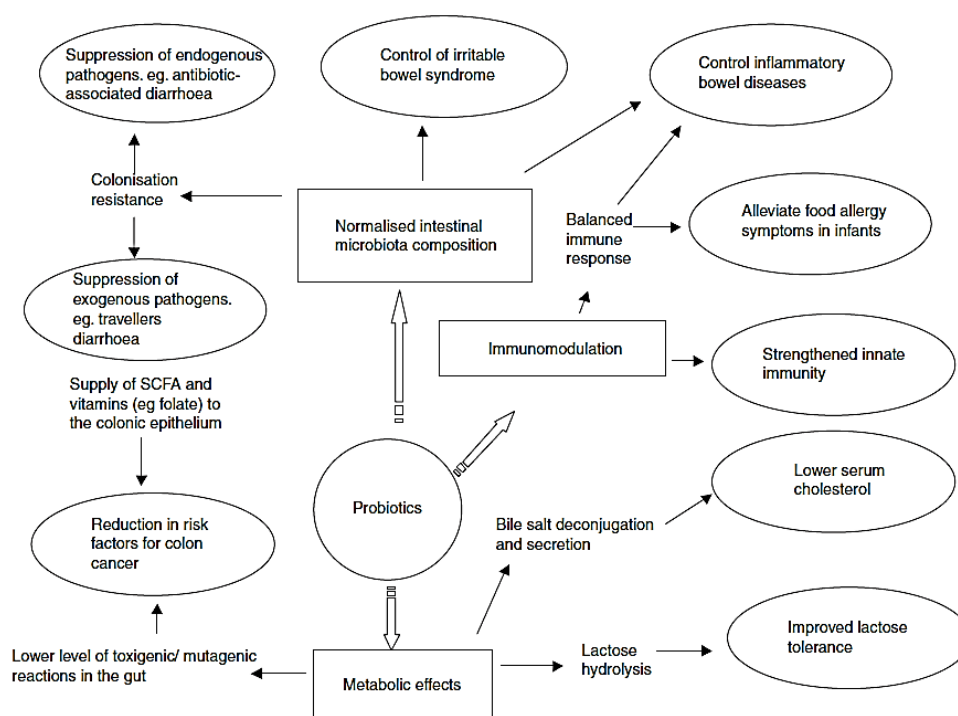 Suppression of endogenous
pathogens. eg. antibiotic-
associated diarrhoea
Control of irritable
bowel syndrome
Control inflammatory
bowel diseases
Colonisation
resistance
Normalised intestinal
microbiota composition
Balanced
immune
response
Alleviate food allergy
symptoms in infants
Suppression of
exogenous pathogens.
eg. travellers
diarrhoea
Immunomodulation
Strengthened innate
immunity
Supply of SCFA and
vitamins (eg folate) to
the colonic epithelium
Probiotics
Lower serum
cholesterol
Reduction in risk
factors for colon
cancer
Bile salt deconjugation
and secretion
Lower level of toxigenic/ mutagenic
reactions in the gut
Metabolic effects
Lactose
hydrolysis
Improved lactose
tolerance